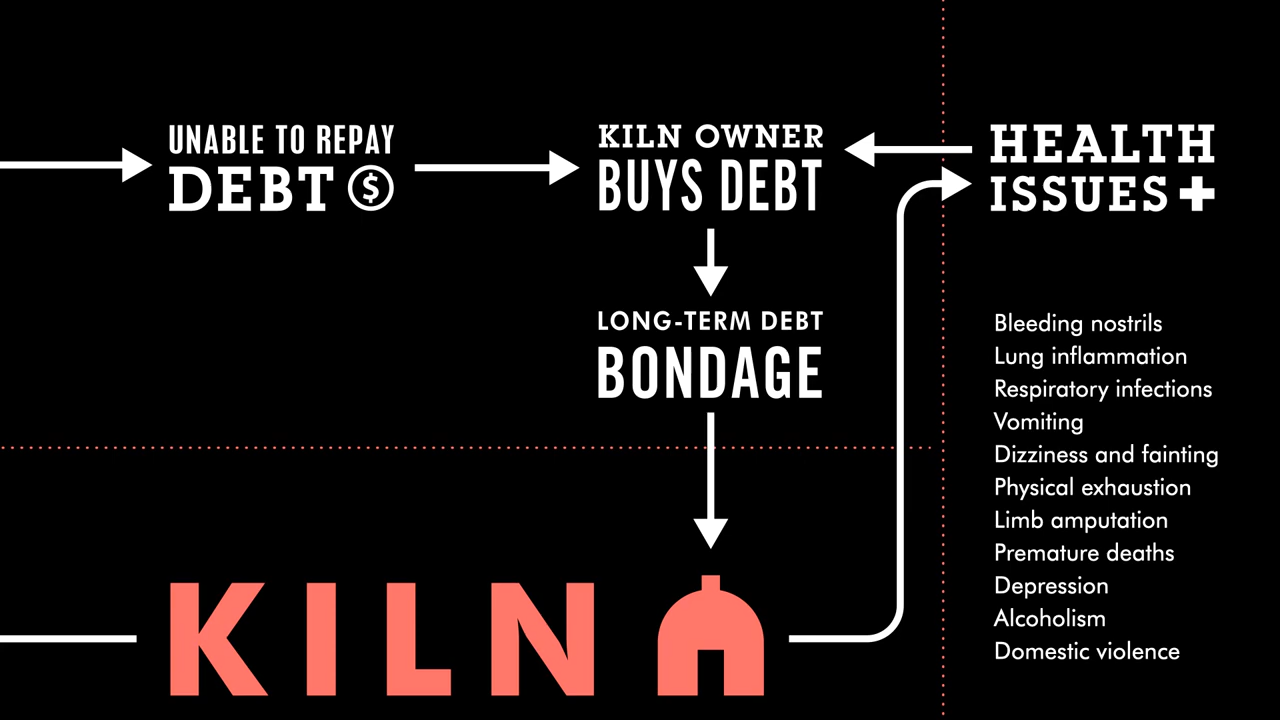 UNABLE TO REPAY
DEBT $
KILN OWNER
BUYS DEBT
HEALTH
ISSUES
LONG-TERM DEBT
BONDAGE
Bleeding nostrils
Lung inflammation
Respiratory infections
Vomiting
Dizziness and fainting
Physical exhaustion
Limb amputation
Premature deaths
Depression
Alcoholism
Domestic violence
KILN